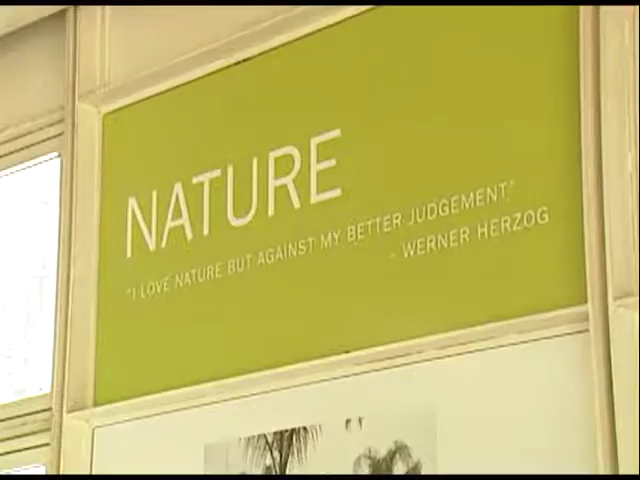 NATURE
"I LOVE NATURE BUT AGAINST MY BETTER JUDGEMENT"
- WERNER HERZOG